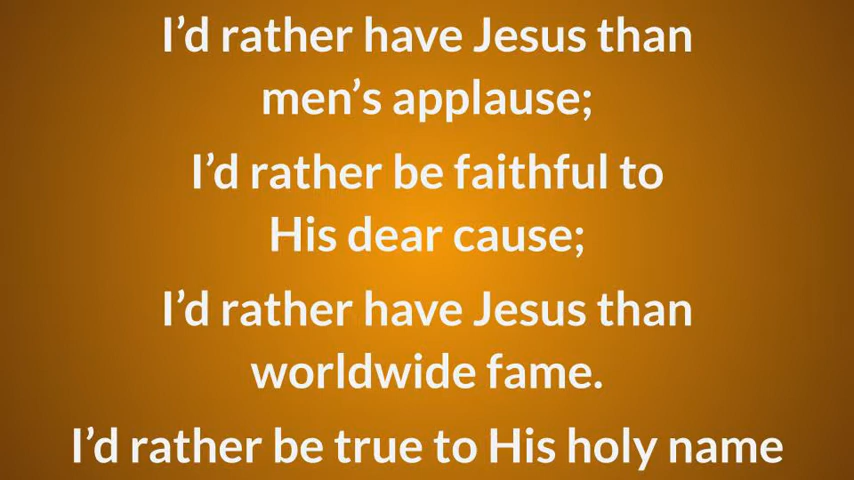 I’d rather have Jesus than
men’s applause;
I’d rather be faithful to
His dear cause;
I’d rather have Jesus than
worldwide fame.
I’d rather be true to His holy name